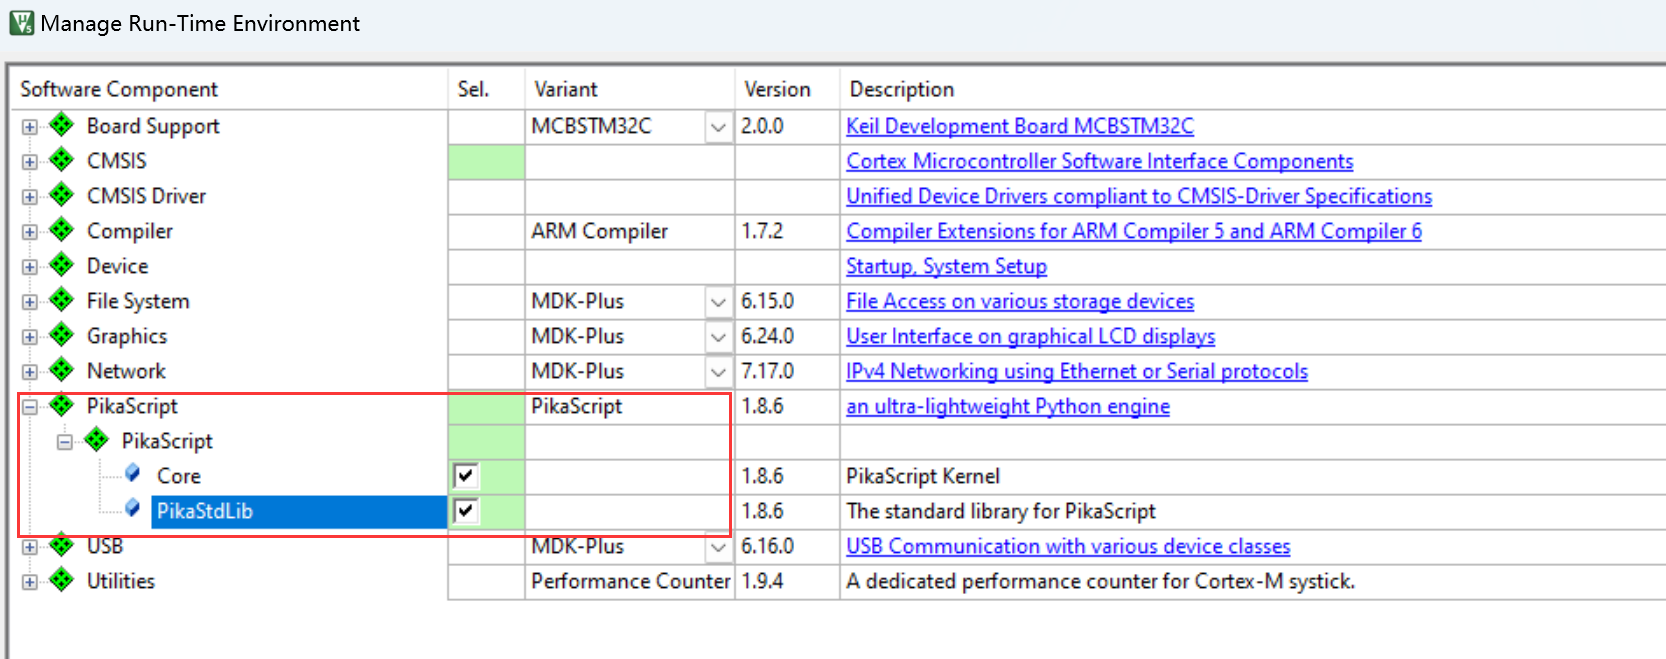 Manage Run-Time Environment
Software Component Sel. Variant Version Description
Board Support MCBSTM32C 2.0.0 Keil Development Board MCBSTM32C
CMSIS Cortex Microcontroller Software Interface Components
CMSIS Driver Unified Device Drivers compliant to CMSIS-Driver Specifications
Compiler ARM Compiler 1.7.2 Compiler Extensions for ARM Compiler 5 and ARM Compiler 6
Device Startup, System Setup
File System MDK-Plus 6.15.0 File Access on various storage devices
Graphics MDK-Plus 6.24.0 User Interface on graphical LCD displays
Network MDK-Plus 7.17.0 IPv4 Networking using Ethernet or Serial protocols
PikaScript PikaScript 1.8.6 an ultra-lightweight Python engine
PikaScript
Core 1.8.6 PikaScript Kernel
PikaStdLib 1.8.6 The standard library for PikaScript
USB MDK-Plus 6.16.0 USB Communication with various device classes
Utilities Performance Counter 1.9.4 A dedicated performance counter for Cortex-M systick.